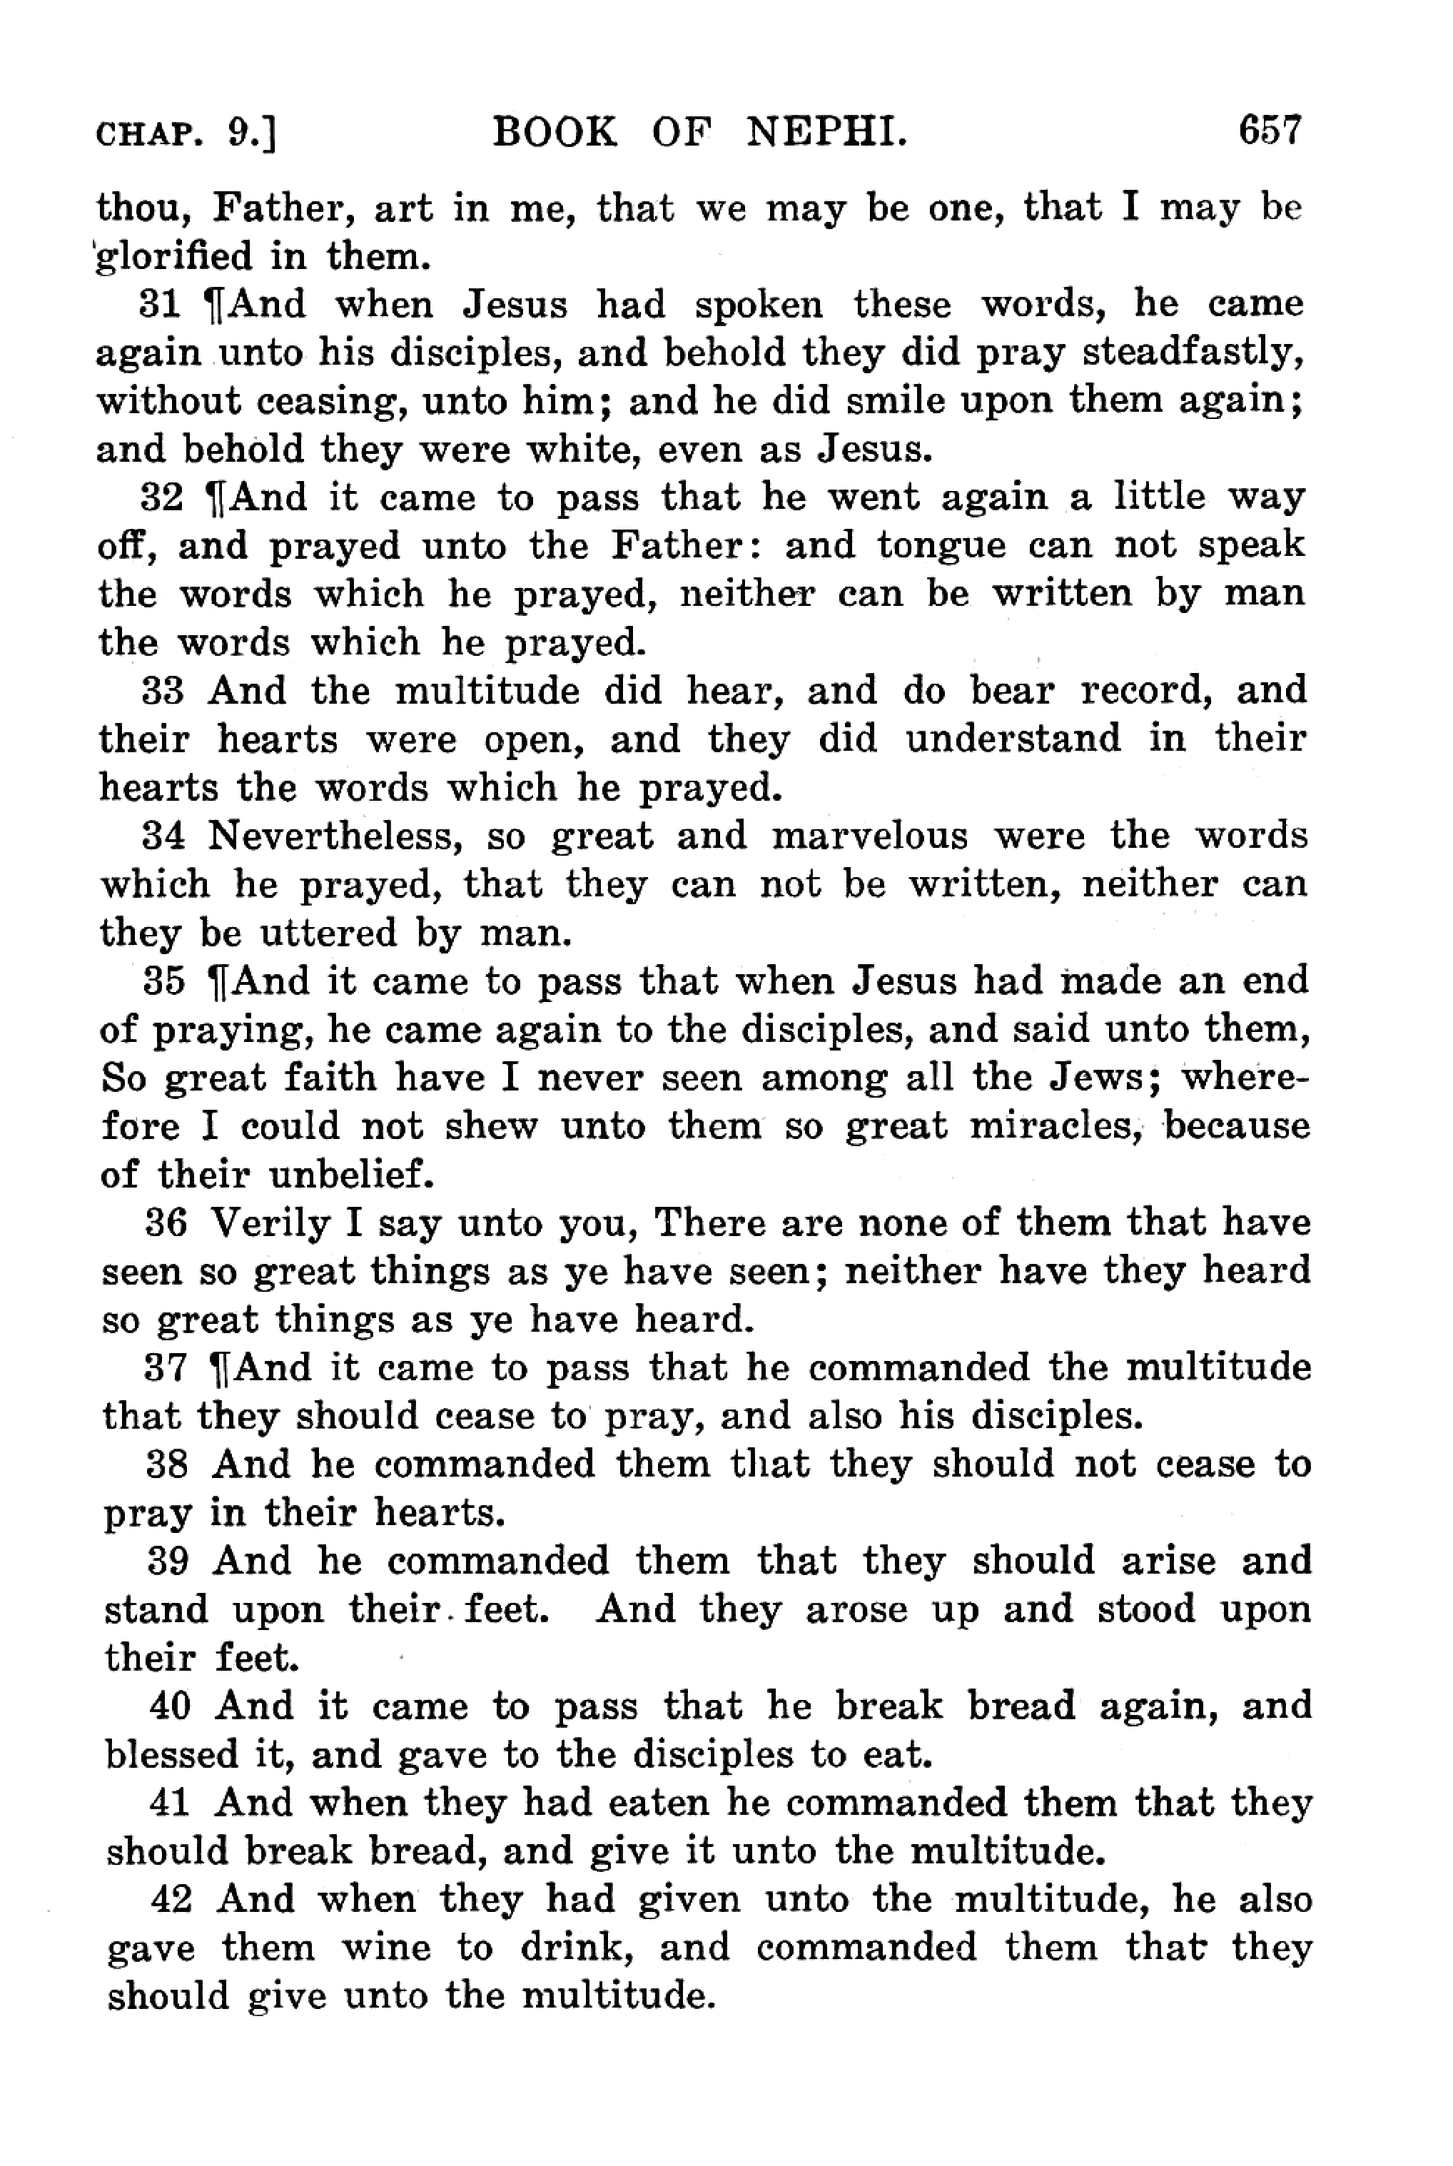 CHAP. 9.] BOOK OF NEPHI. 657
thou, Father, art in me, that we may be one, that I may be
glorified in them.
31 ¶And when Jesus had spoken these words, he came
again unto his disciples, and behold they did pray steadfastly,
without ceasing, unto him; and he did smile upon them again;
and behold they were white, even as Jesus.
32 ¶And it came to pass that he went again a little way
off, and prayed unto the Father: and tongue can not speak
the words which he prayed, neither can be written by man
the words which he prayed.
33 And the multitude did hear, and do bear record, and
their hearts were open, and they did understand in their
hearts the words which he prayed.
34 Nevertheless, so great and marvelous were the words
which he prayed, that they can not be written, neither can
they be uttered by man.
35 ¶And it came to pass that when Jesus had made an end
of praying, he came again to the disciples, and said unto them,
So great faith have I never seen among all the Jews; where-
fore I could not shew unto them so great miracles, because
of their unbelief.
36 Verily I say unto you, There are none of them that have
seen so great things as ye have seen; neither have they heard
so great things as ye have heard.
37 ¶And it came to pass that he commanded the multitude
that they should cease to pray, and also his disciples.
38 And he commanded them that they should not cease to
pray in their hearts.
39 And he commanded them that they should arise and
stand upon their feet. And they arose up and stood upon
their feet.
40 And it came to pass that he break bread again, and
blessed it, and gave to the disciples to eat.
41 And when they had eaten he commanded them that they
should break bread, and give it unto the multitude.
42 And when they had given unto the multitude, he also
gave them wine to drink, and commanded them that they
should give unto the multitude.